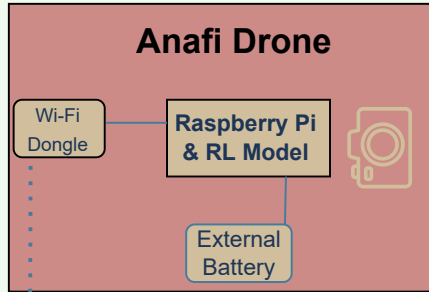 Anafi Drone
Wi-Fi
Dongle
Raspberry Pi
& RL Model
External
Battery